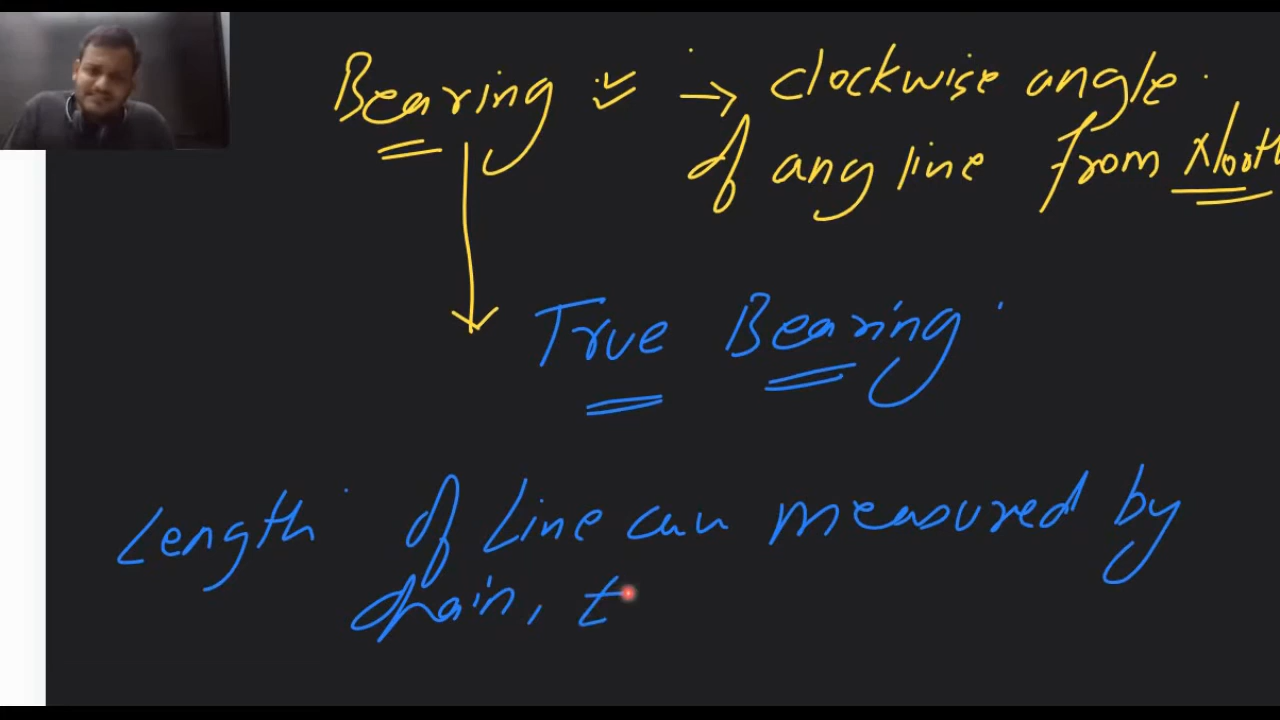 Bearing :- → clockwise angle
of any line from North
True Bearing
Length of Line can measured by
chain, t